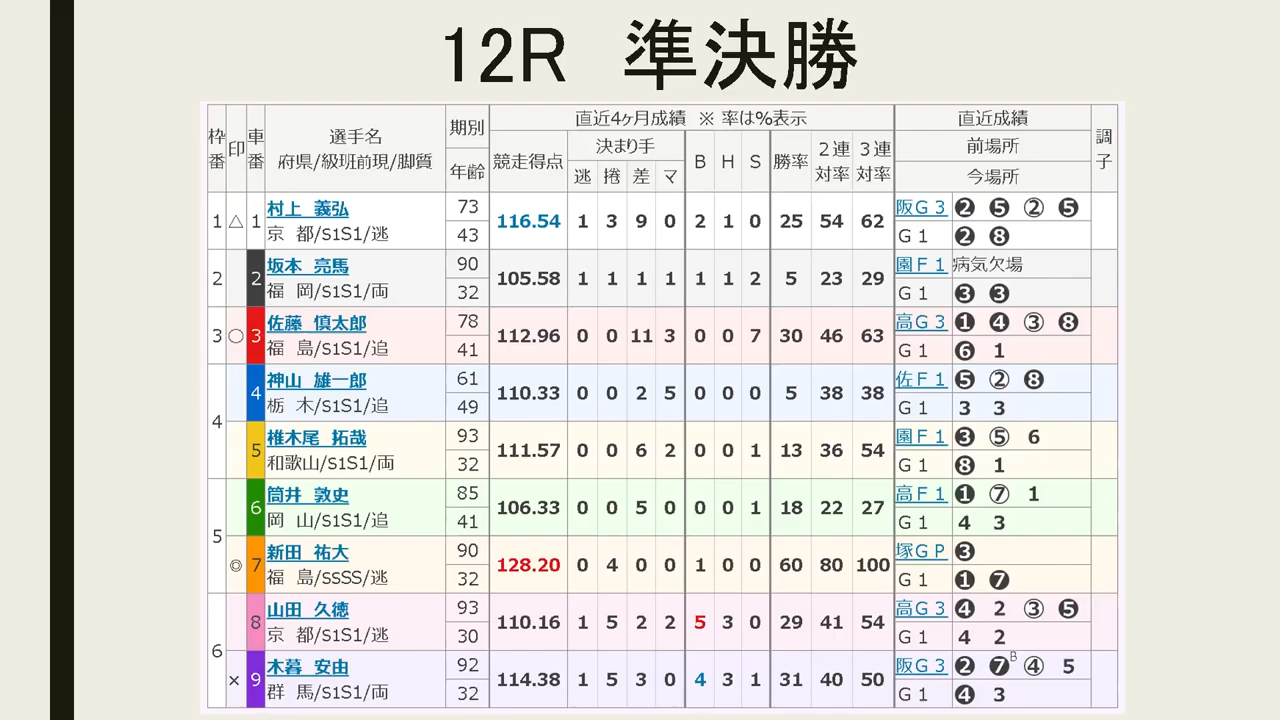 12R 準決勝
枠番 印 車番 選手名 府県/級班前現/脚質 期別 年齢 直近4ヶ月成績 ※ 率は%表示 直近成績 調子
競走得点 決まり手 B H S 勝率 2連対率 3連対率 前場所
逃 捲 差 マ 今場所
1 △ 1 村上 義弘 73 116.54 1 3 9 0 2 1 0 25 54 62 阪G3 ❷ ❺ ② ❺
京 都/S1S1/逃 43 G1 ❷ ❽
2 2 坂本 亮馬 90 105.58 1 1 1 1 1 1 2 5 23 29 園F1 病気欠場
福 岡/S1S1/両 32 G1 ❸ ❸
3 ○ 3 佐藤 慎太郎 78 112.96 0 0 11 3 0 0 7 30 46 63 高G3 ❶ ❹ ③ ❽
福 島/S1S1/追 41 G1 ❻ 1
4 4 神山 雄一郎 61 110.33 0 0 2 5 0 0 0 5 38 38 佐F1 ❺ ② ❽
栃 木/S1S1/追 49 G1 3 3
5 椎木尾 拓哉 93 111.57 0 0 6 2 0 0 1 13 36 54 園F1 ❸ ⑤ 6
和歌山/S1S1/両 32 G1 ❽ 1
5 6 筒井 敦史 85 106.33 0 0 5 0 0 0 1 18 22 27 高F1 ❶ ⑦ 1
岡 山/S1S1/追 41 G1 4 3
◎ 7 新田 祐大 90 128.20 0 4 0 0 1 0 0 60 80 100 塚GP ❸
福 島/SSSS/逃 32 G1 ❶ ❼
6 8 山田 久徳 93 110.16 1 5 2 2 5 3 0 29 41 54 高G3 ❹ 2 ③ ❺
京 都/S1S1/逃 30 G1 4 2
× 9 木暮 安由 92 114.38 1 5 3 0 4 3 1 31 40 50 阪G3 ❷ ❼B ④ 5
群 馬/S1S1/両 32 G1 ❹ 3